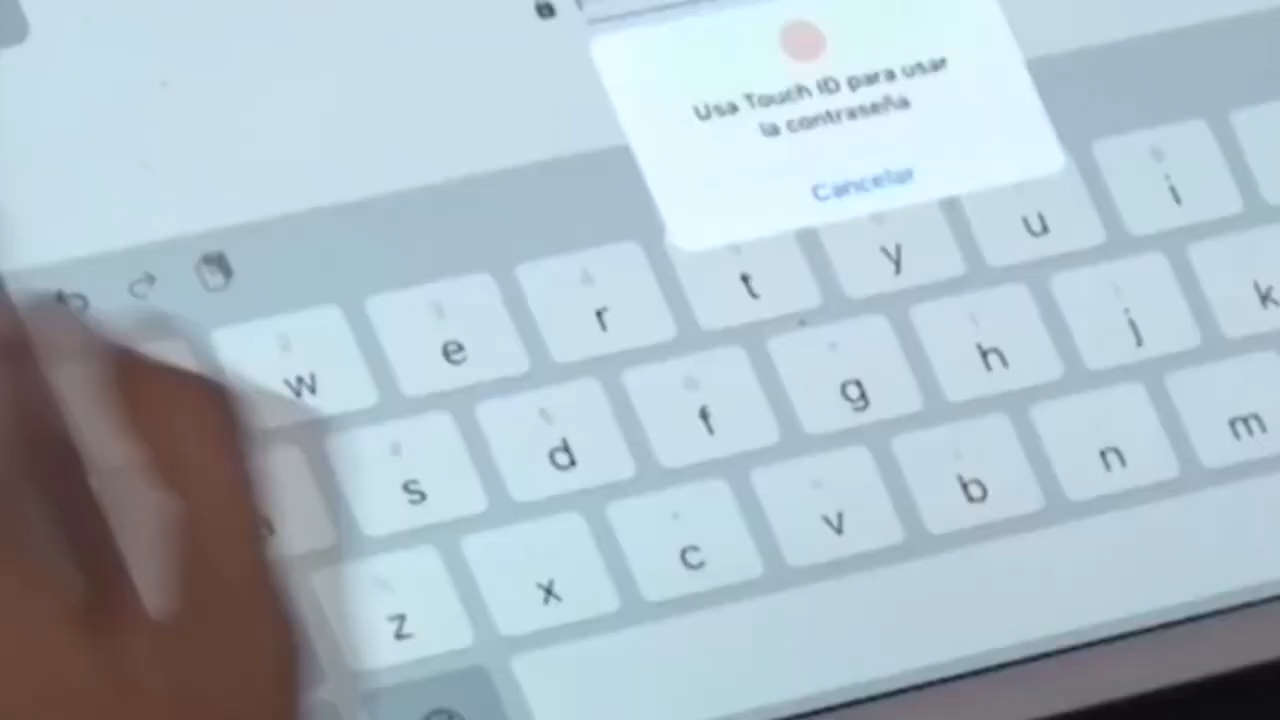 Usa Touch ID para usar
la contraseña
Cancelar
w e r t y u i
s d f g h j k
z x c v b n m